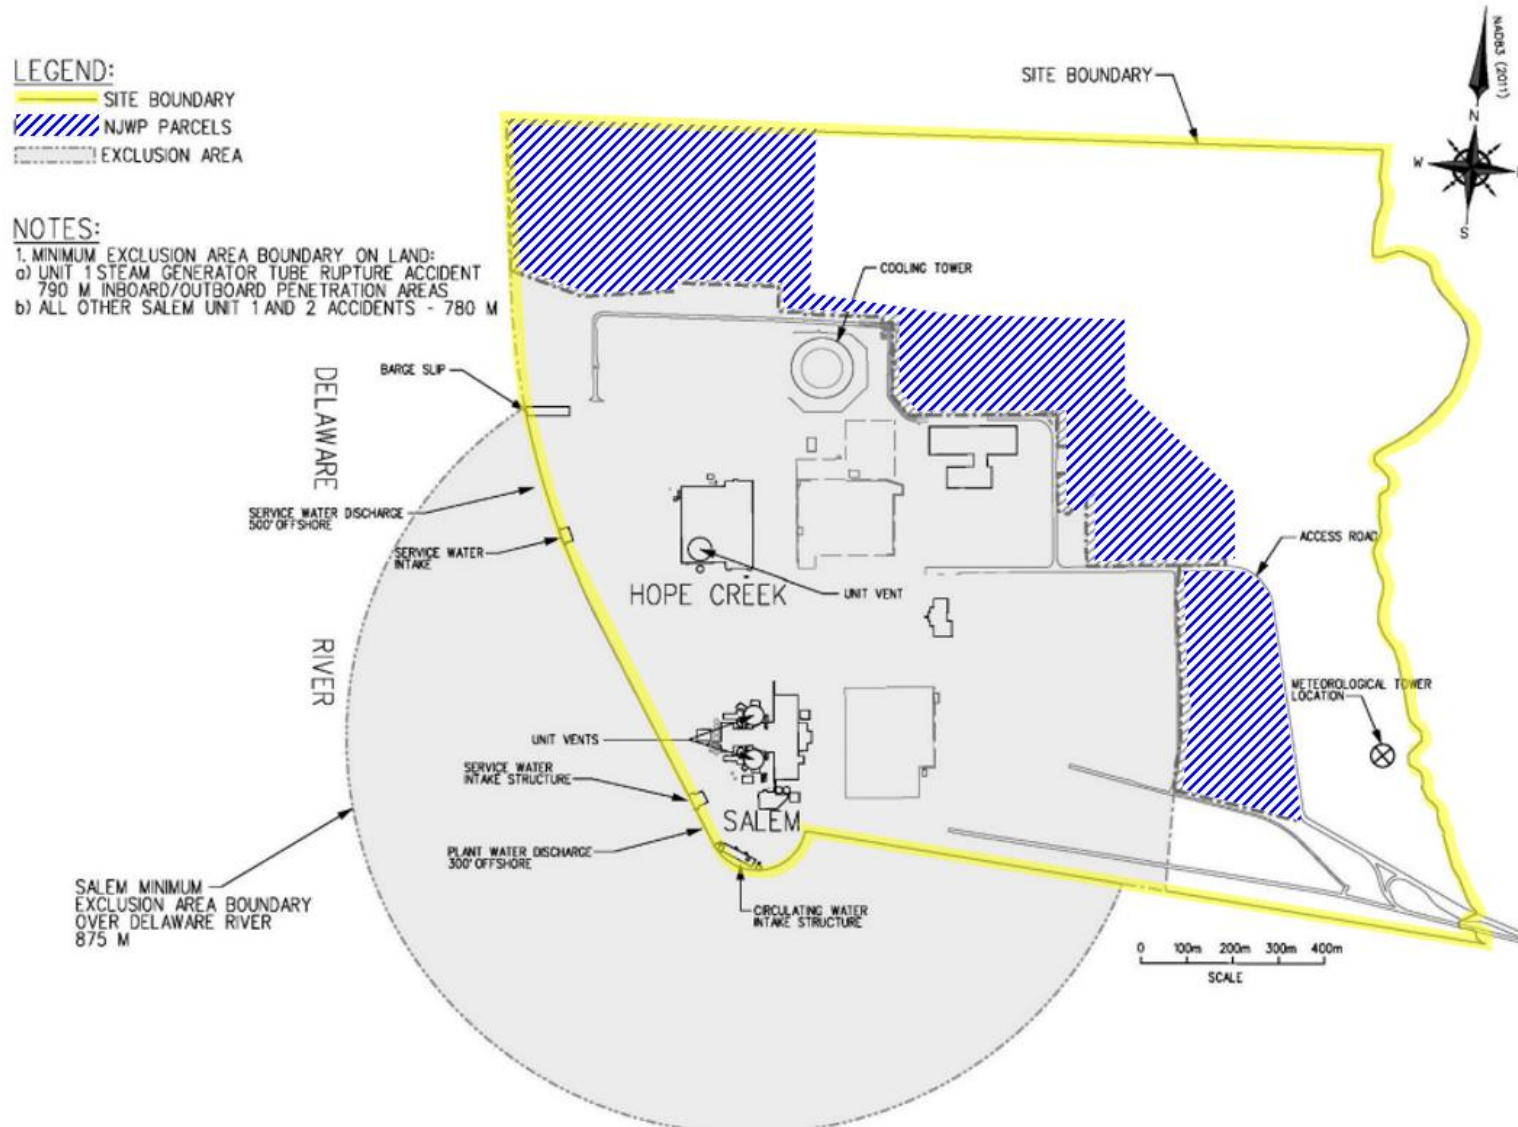 LEGEND:
SITE BOUNDARY
NJWP PARCELS
EXCLUSION AREA
NOTES:
1. MINIMUM EXCLUSION AREA BOUNDARY ON LAND:
a) UNIT 1 STEAM GENERATOR TUBE RUPTURE ACCIDENT
790 M INBOARD/OUTBOARD PENETRATION AREAS
b) ALL OTHER SALEM UNIT 1 AND 2 ACCIDENTS - 780 M
SITE BOUNDARY
NAD83 (2011)
N
W
S
COOLING TOWER
BARGE SLIP
DELAWARE
RIVER
SERVICE WATER DISCHARGE
500' OFFSHORE
SERVICE WATER
INTAKE
HOPE CREEK
UNIT VENT
ACCESS ROAD
METEOROLOGICAL TOWER
LOCATION
UNIT VENTS
SERVICE WATER
INTAKE STRUCTURE
SALEM
PLANT WATER DISCHARGE
300' OFFSHORE
CIRCULATING WATER
INTAKE STRUCTURE
SALEM MINIMUM
EXCLUSION AREA BOUNDARY
OVER DELAWARE RIVER
875 M
0 100m 200m 300m 400m
SCALE